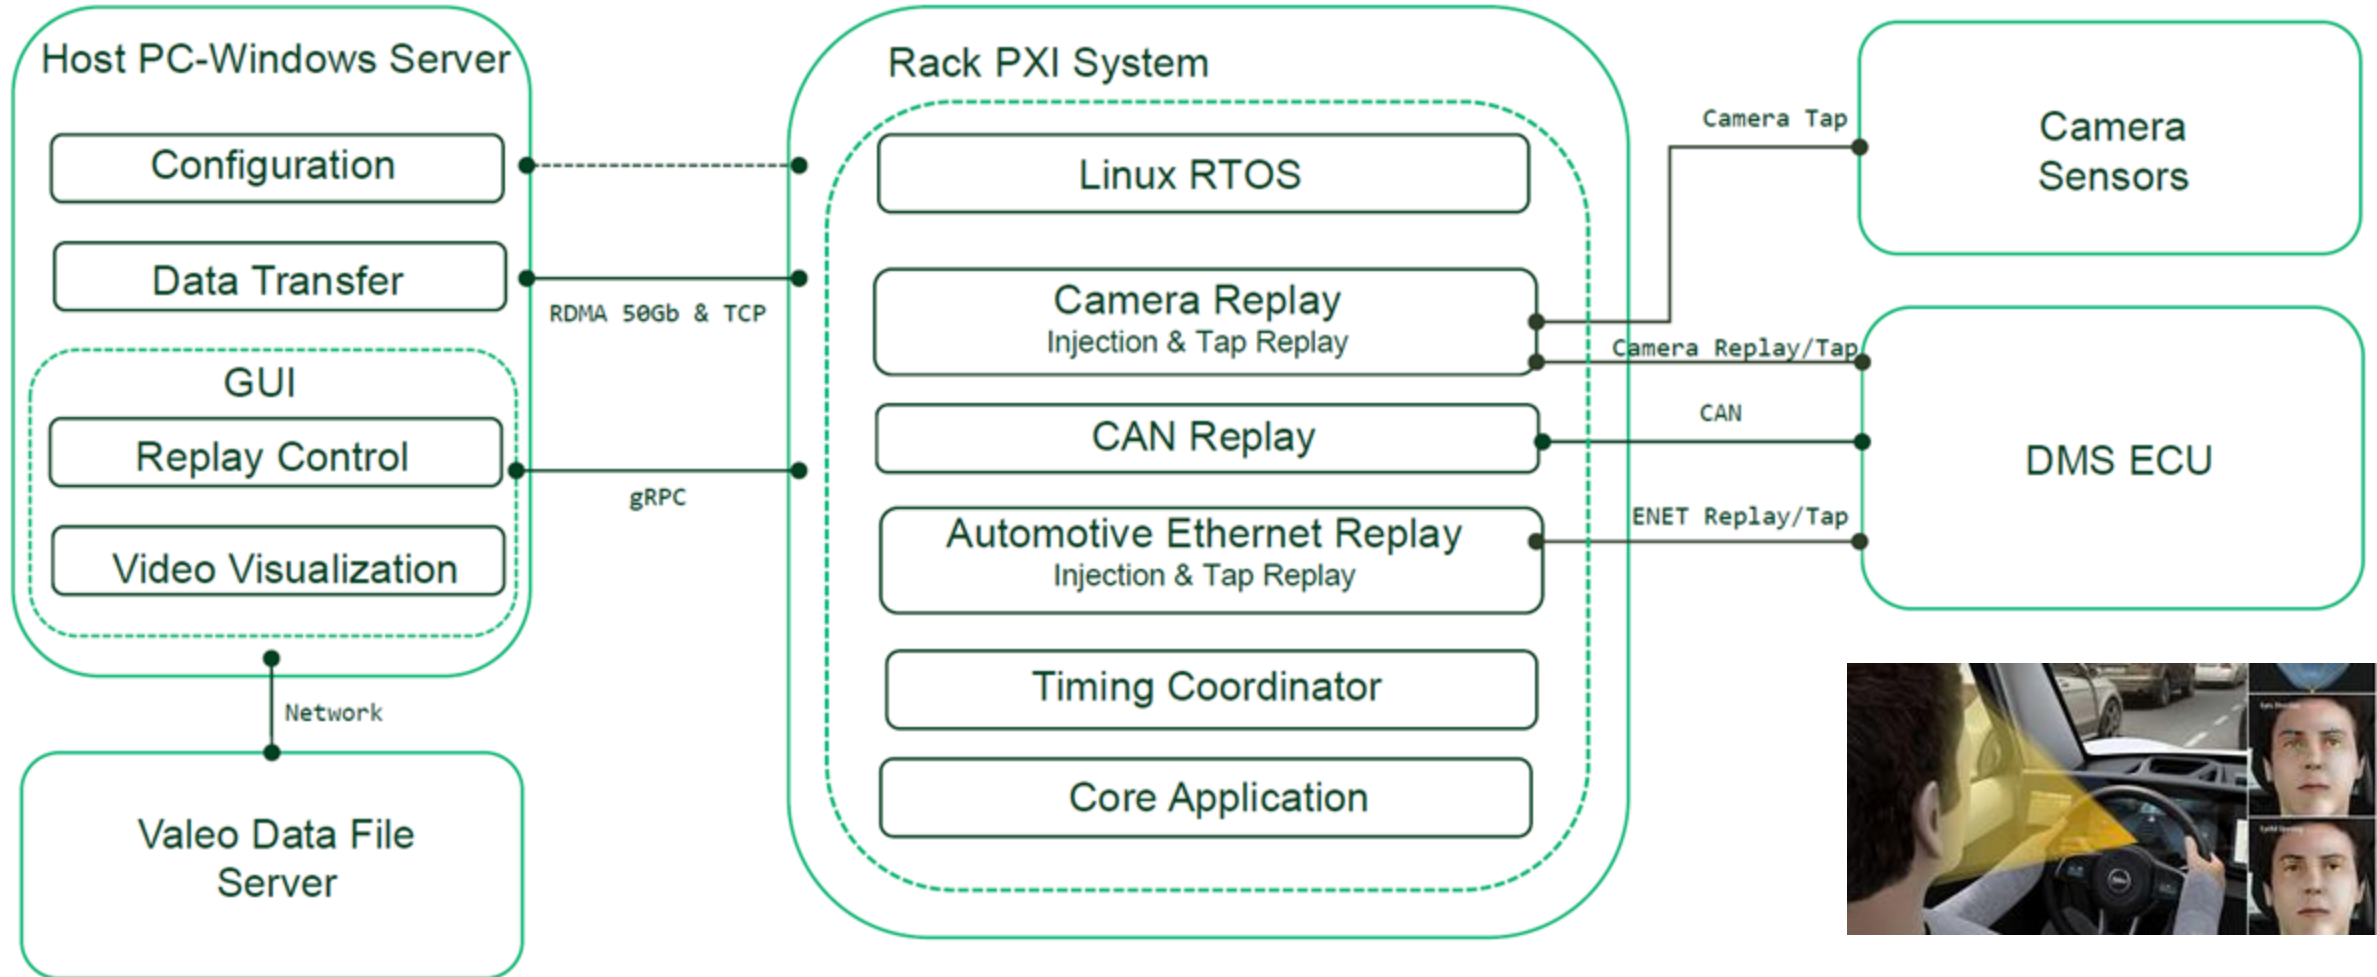 Host PC-Windows Server
Configuration
Data Transfer
GUI
Replay Control
Video Visualization
Network
Valeo Data File
Server
RDMA 50Gb & TCP
gRPC
Rack PXI System
Linux RTOS
Camera Replay
Injection & Tap Replay
CAN Replay
Automotive Ethernet Replay
Injection & Tap Replay
Timing Coordinator
Core Application
Camera Tap
Camera Replay/Tap
CAN
ENET Replay/Tap
Camera
Sensors
DMS ECU